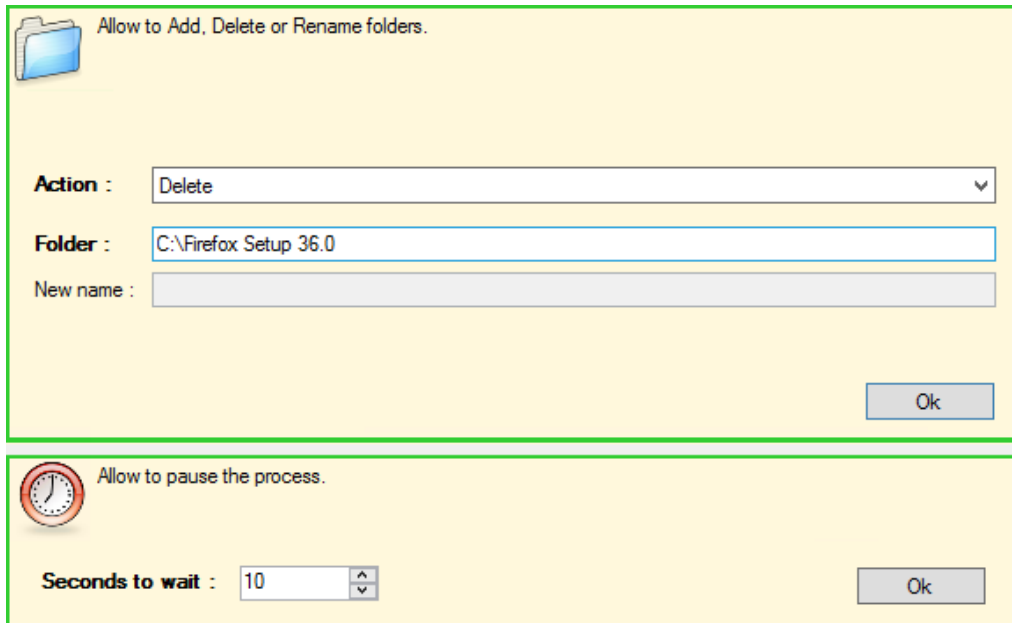 Allow to Add, Delete or Rename folders.
Action : Delete
Folder : C:\Firefox Setup 36.0
New name :
Ok
Allow to pause the process.
Seconds to wait : 10
Ok